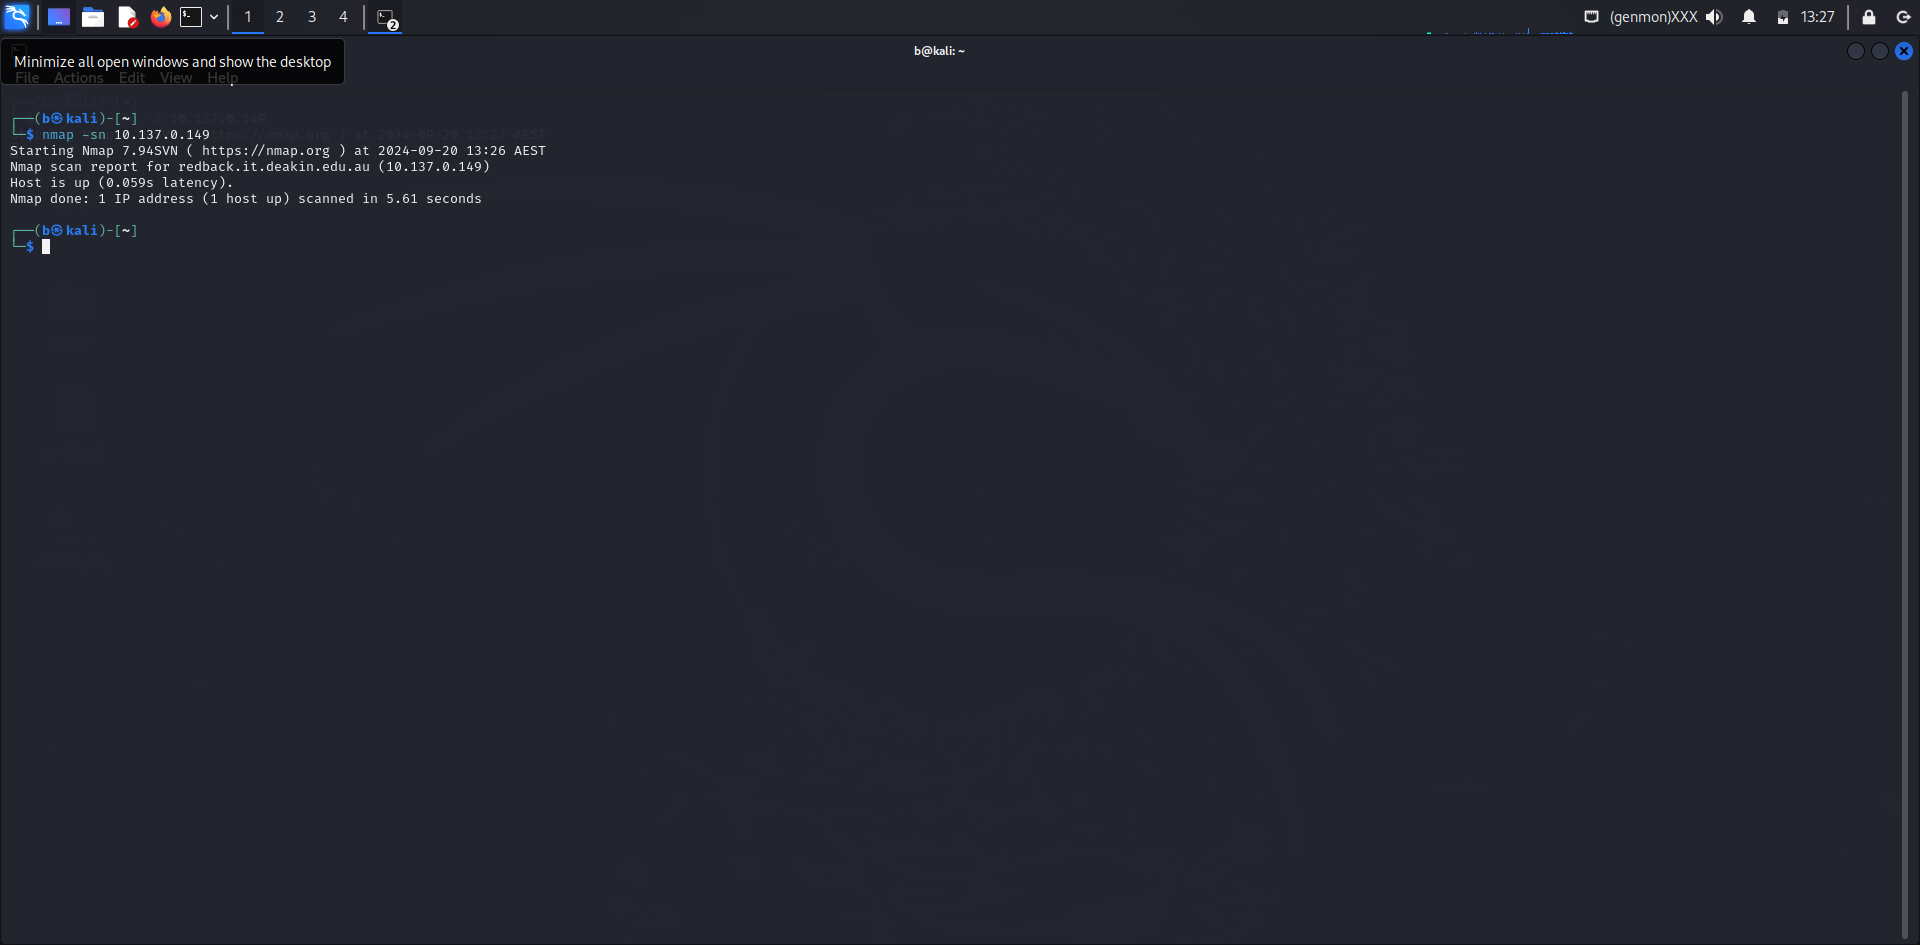 1 2 3 4 2 (genmon)XXX 13:27
b@kali: ~
Minimize all open windows and show the desktop
File Actions Edit View Help
┌──(b㉿kali)-[~]
└─$ nmap -sn 10.137.0.149
Starting Nmap 7.94SVN ( https://nmap.org ) at 2024-09-20 13:26 AEST
Nmap scan report for redback.it.deakin.edu.au (10.137.0.149)
Host is up (0.059s latency).
Nmap done: 1 IP address (1 host up) scanned in 5.61 seconds
┌──(b㉿kali)-[~]
└─$